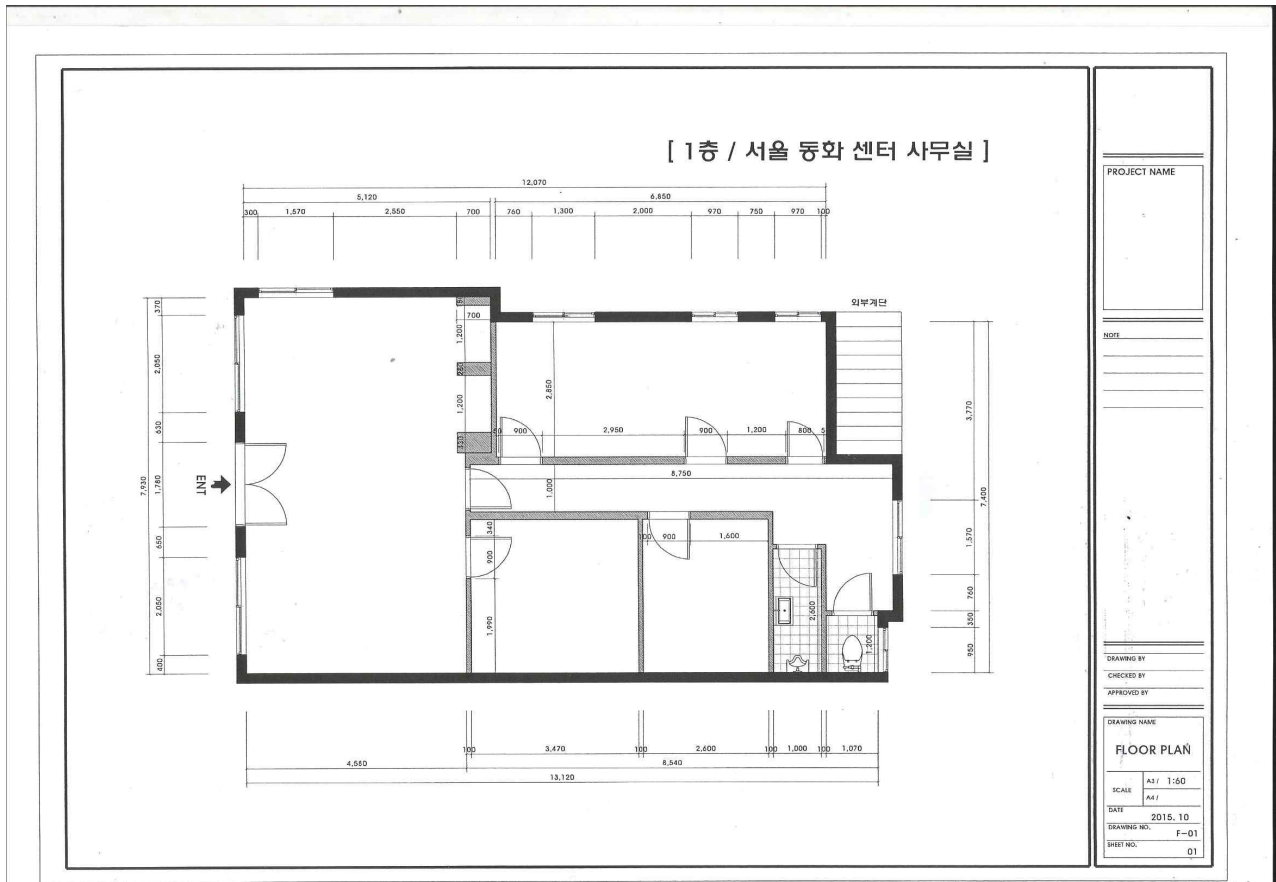 [ 1층 / 서울 동화 센터 사무실 ]
12,070
5,120 6,850
300 1,570 2,550 700 760 1,300 2,000 970 750 970 100
외부계단
370
2,050
630
7,930
1,780
650
2,050
400
ENT
700
1,200
1,200
2,850
900 2,950 900 1,200 800
8,750
1,000
340
900
1,990
100 900 1,600
2,600
1,200
3,770
7,400
1,570
760
350
950
100 3,470 100 2,600 100 1,000 100 1,070
4,580 8,540
13,120
PROJECT NAME
NOTE
DRAWING BY
CHECKED BY
APPROVED BY
DRAWING NAME
FLOOR PLAN
SCALE
A3 / 1:60
A4 /
DATE
2015. 10
DRAWING NO.
F-01
SHEET NO.
01